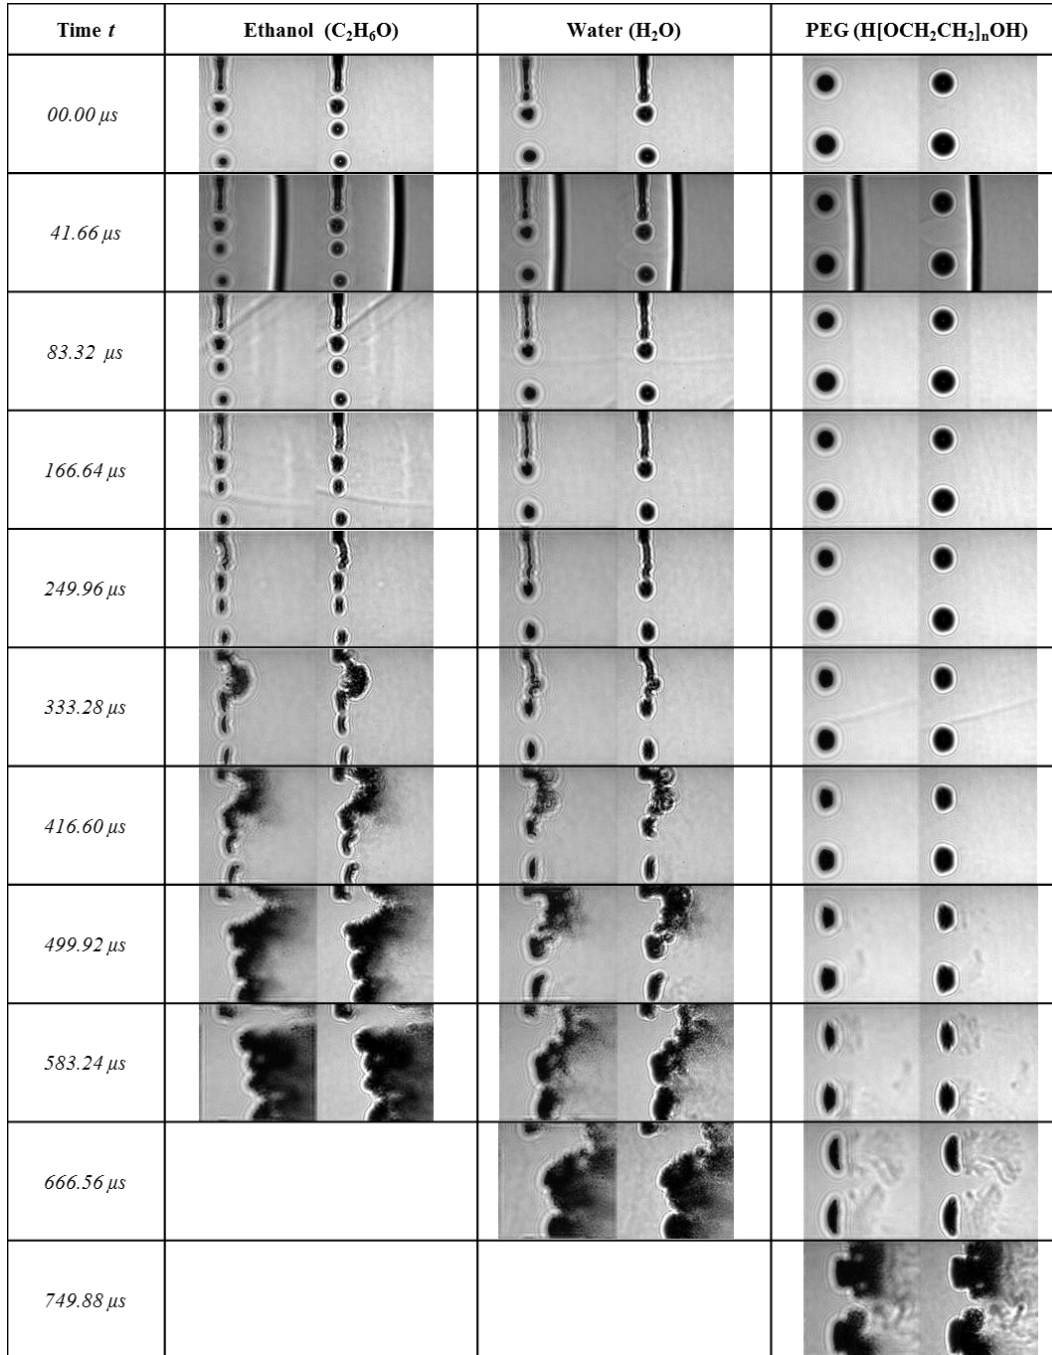 Time t Ethanol (C₂H₆O) Water (H₂O) PEG (H[OCH₂CH₂]ₙOH)
00.00 μs
41.66 μs
83.32 μs
166.64 μs
249.96 μs
333.28 μs
416.60 μs
499.92 μs
583.24 μs
666.56 μs
749.88 μs